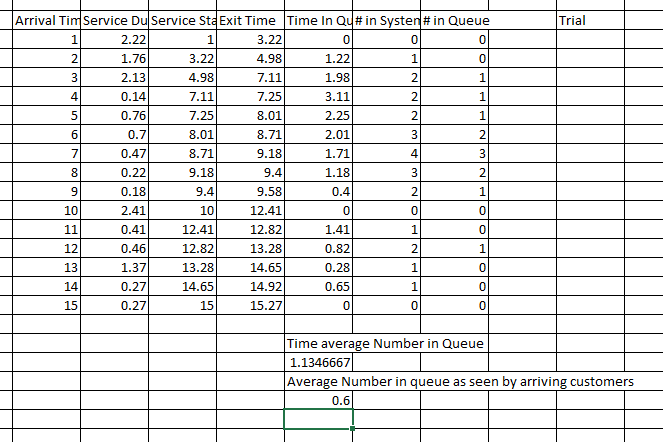 Arrival Tim Service Du Service Sta Exit Time Time In Qu # in System # in Queue Trial
1 2.22 1 3.22 0 0 0
2 1.76 3.22 4.98 1.22 1 0
3 2.13 4.98 7.11 1.98 2 1
4 0.14 7.11 7.25 3.11 2 1
5 0.76 7.25 8.01 2.25 2 1
6 0.7 8.01 8.71 2.01 3 2
7 0.47 8.71 9.18 1.71 4 3
8 0.22 9.18 9.4 1.18 3 2
9 0.18 9.4 9.58 0.4 2 1
10 2.41 10 12.41 0 0 0
11 0.41 12.41 12.82 1.41 1 0
12 0.46 12.82 13.28 0.82 2 1
13 1.37 13.28 14.65 0.28 1 0
14 0.27 14.65 14.92 0.65 1 0
15 0.27 15 15.27 0 0 0
Time average Number in Queue
1.1346667
Average Number in queue as seen by arriving customers
0.6